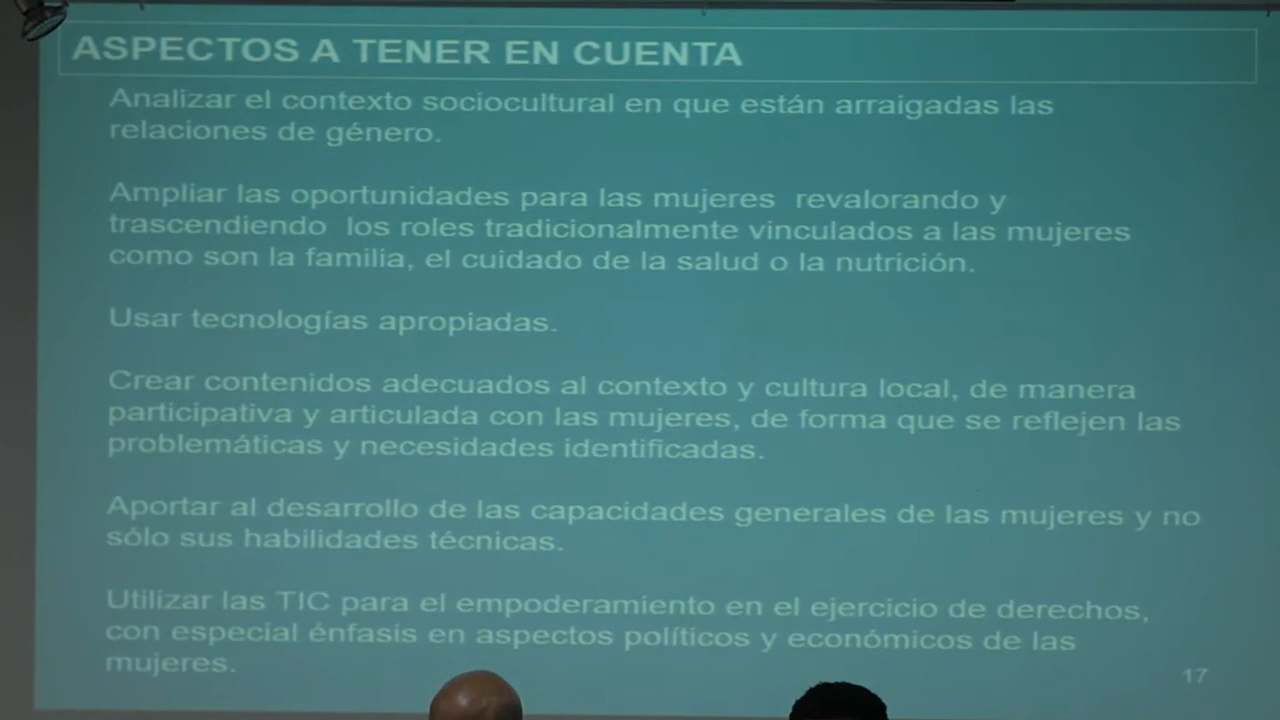 ASPECTOS A TENER EN CUENTA
Analizar el contexto sociocultural en que están arraigadas las
relaciones de género.
Ampliar las oportunidades para las mujeres revalorando y
trascendiendo los roles tradicionalmente vinculados a las mujeres
como son la familia, el cuidado de la salud o la nutrición.
Usar tecnologías apropiadas.
Crear contenidos adecuados al contexto y cultura local, de manera
participativa y articulada con las mujeres, de forma que se reflejen las
problemáticas y necesidades identificadas.
Aportar al desarrollo de las capacidades generales de las mujeres y no
sólo sus habilidades técnicas.
Utilizar las TIC para el empoderamiento en el ejercicio de derechos,
con especial énfasis en aspectos políticos y económicos de las
mujeres.
17